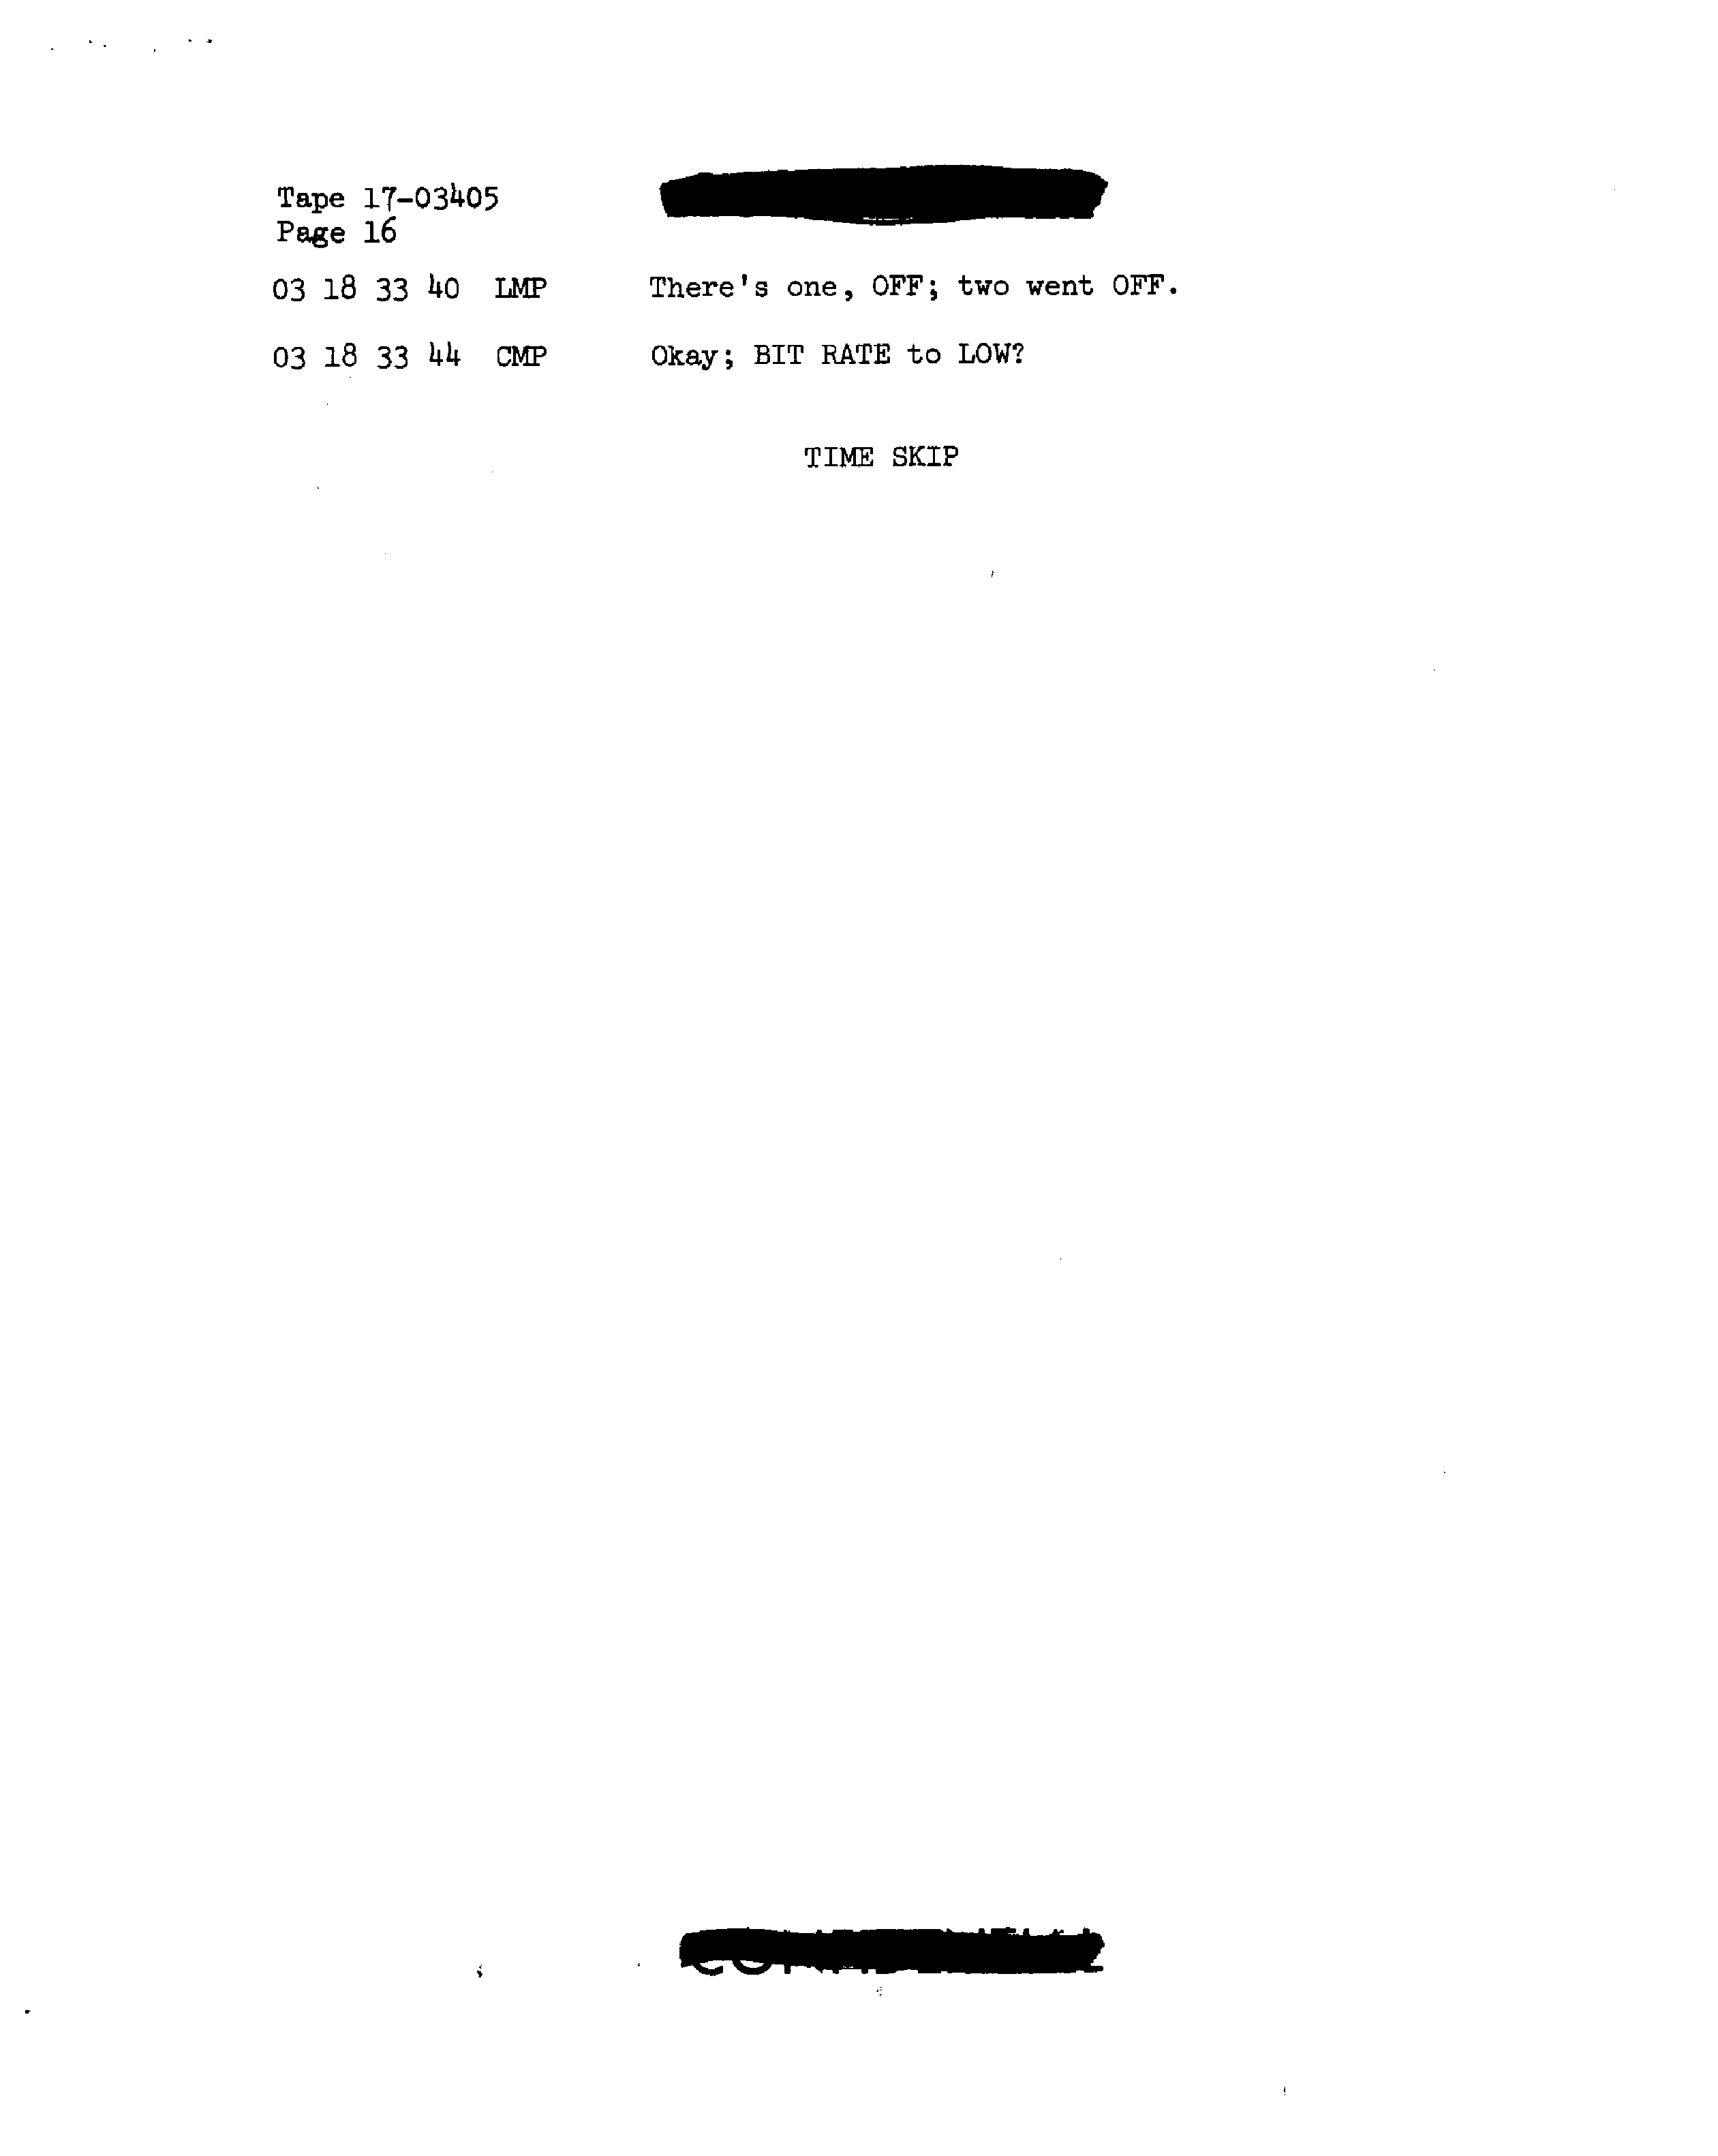 Tape 17-03405
Page 16
03 18 33 40 LMP There's one, OFF; two went OFF.
03 18 33 44 CMP Okay; BIT RATE to LOW?
TIME SKIP